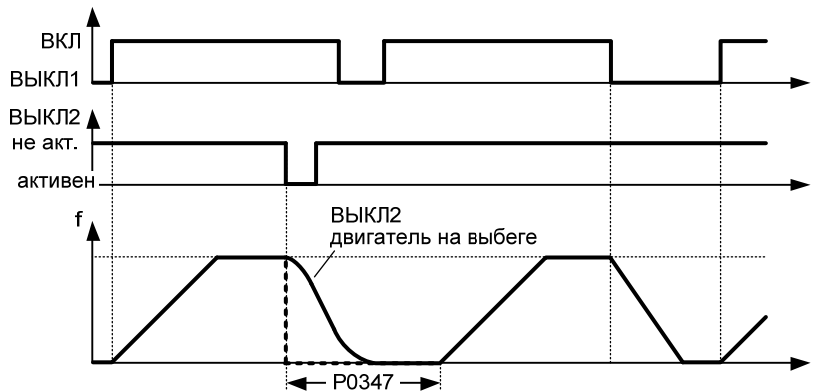 ВКЛ
ВЫКЛ1
ВЫКЛ2
не акт.
активен
f
ВЫКЛ2
двигатель на выбеге
P0347